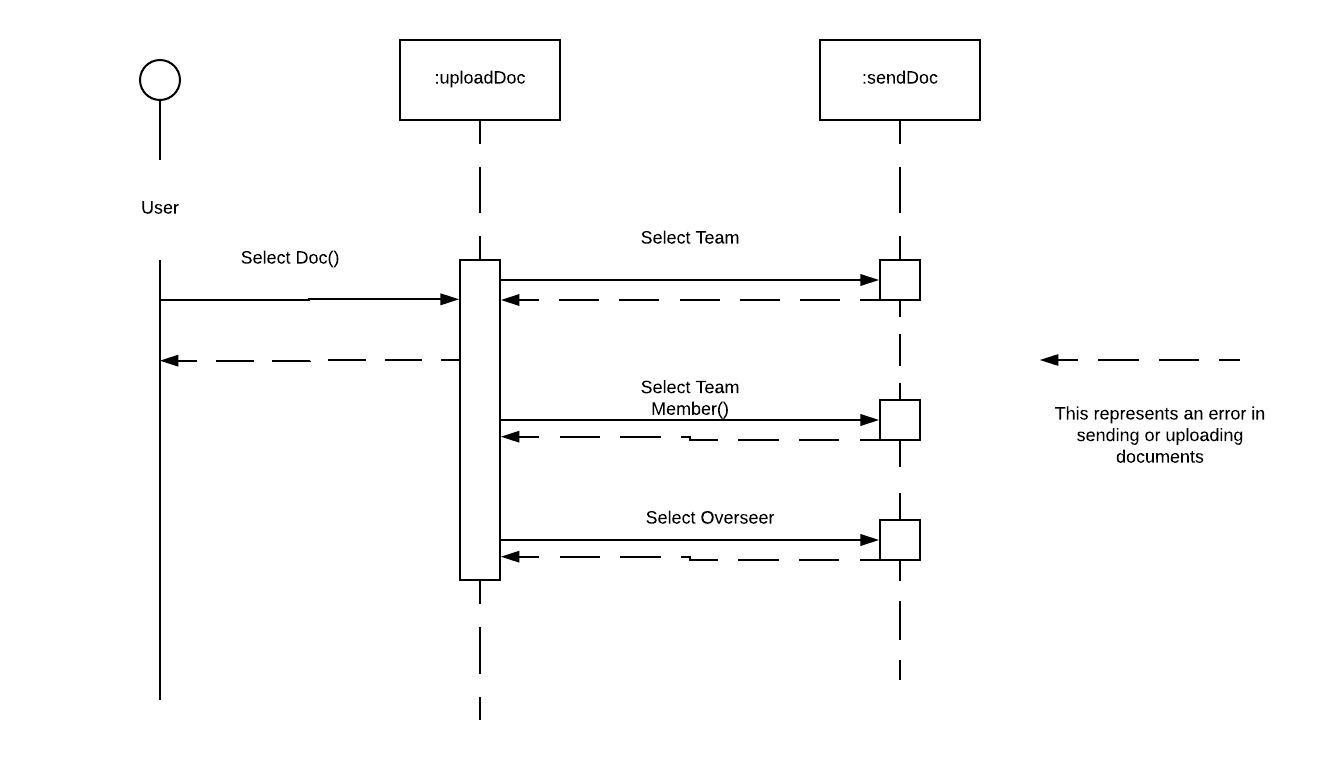 :uploadDoc
:sendDoc
User
Select Doc()
Select Team
Select Team
Member()
Select Overseer
This represents an error in
sending or uploading
documents